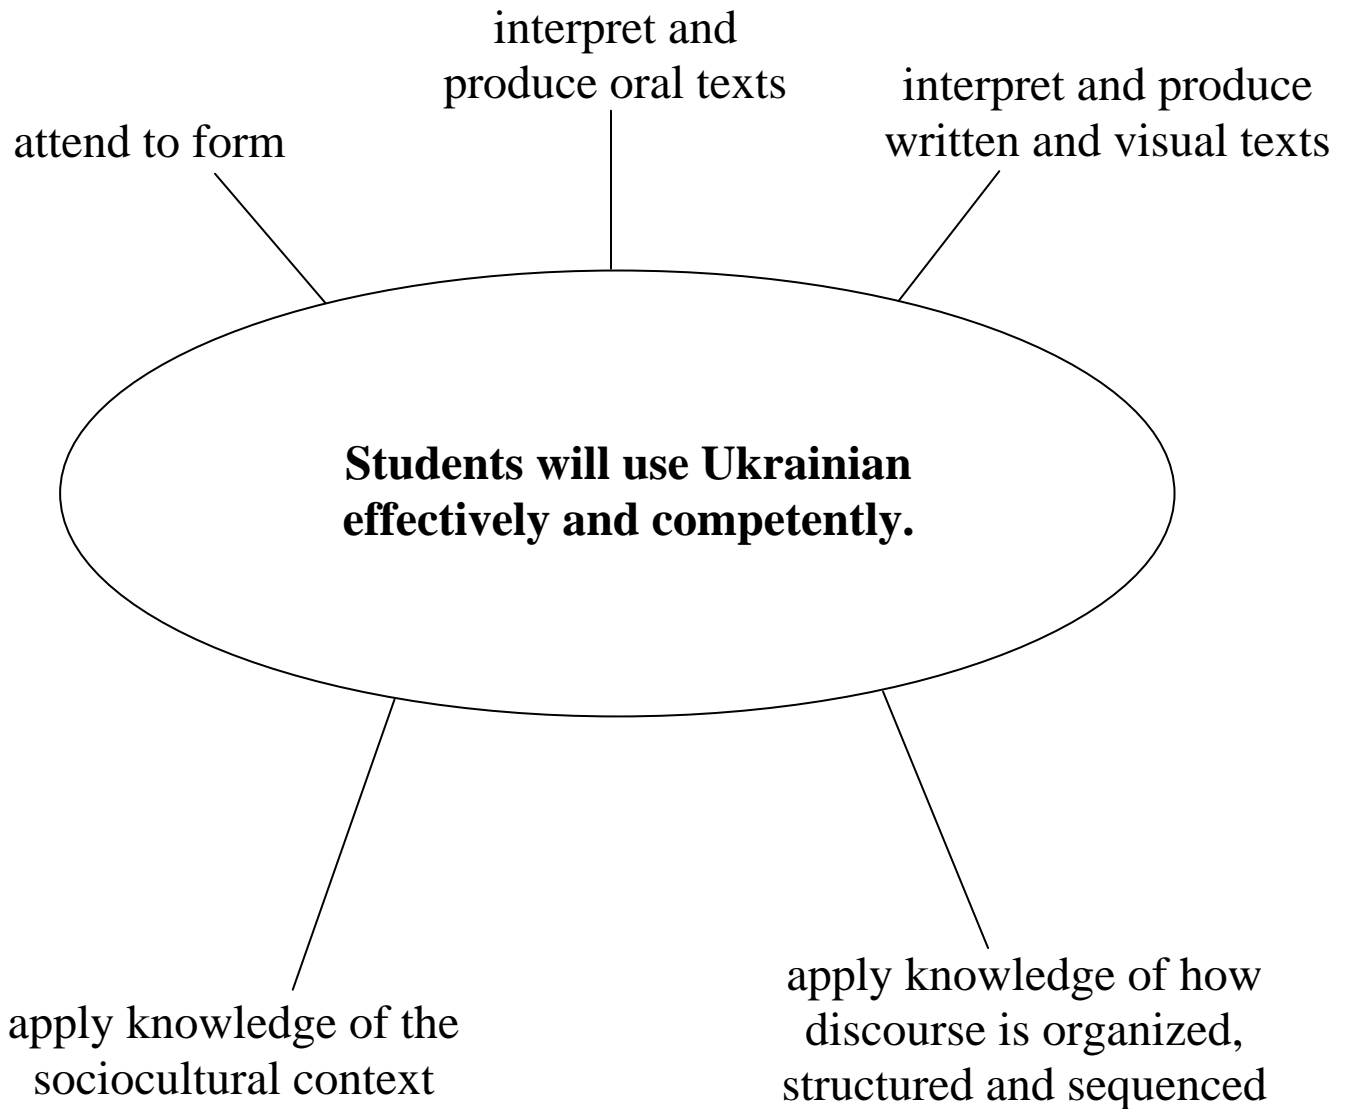 interpret and
produce oral texts
interpret and produce
written and visual texts
attend to form
Students will use Ukrainian
effectively and competently.
apply knowledge of the
sociocultural context
apply knowledge of how
discourse is organized,
structured and sequenced